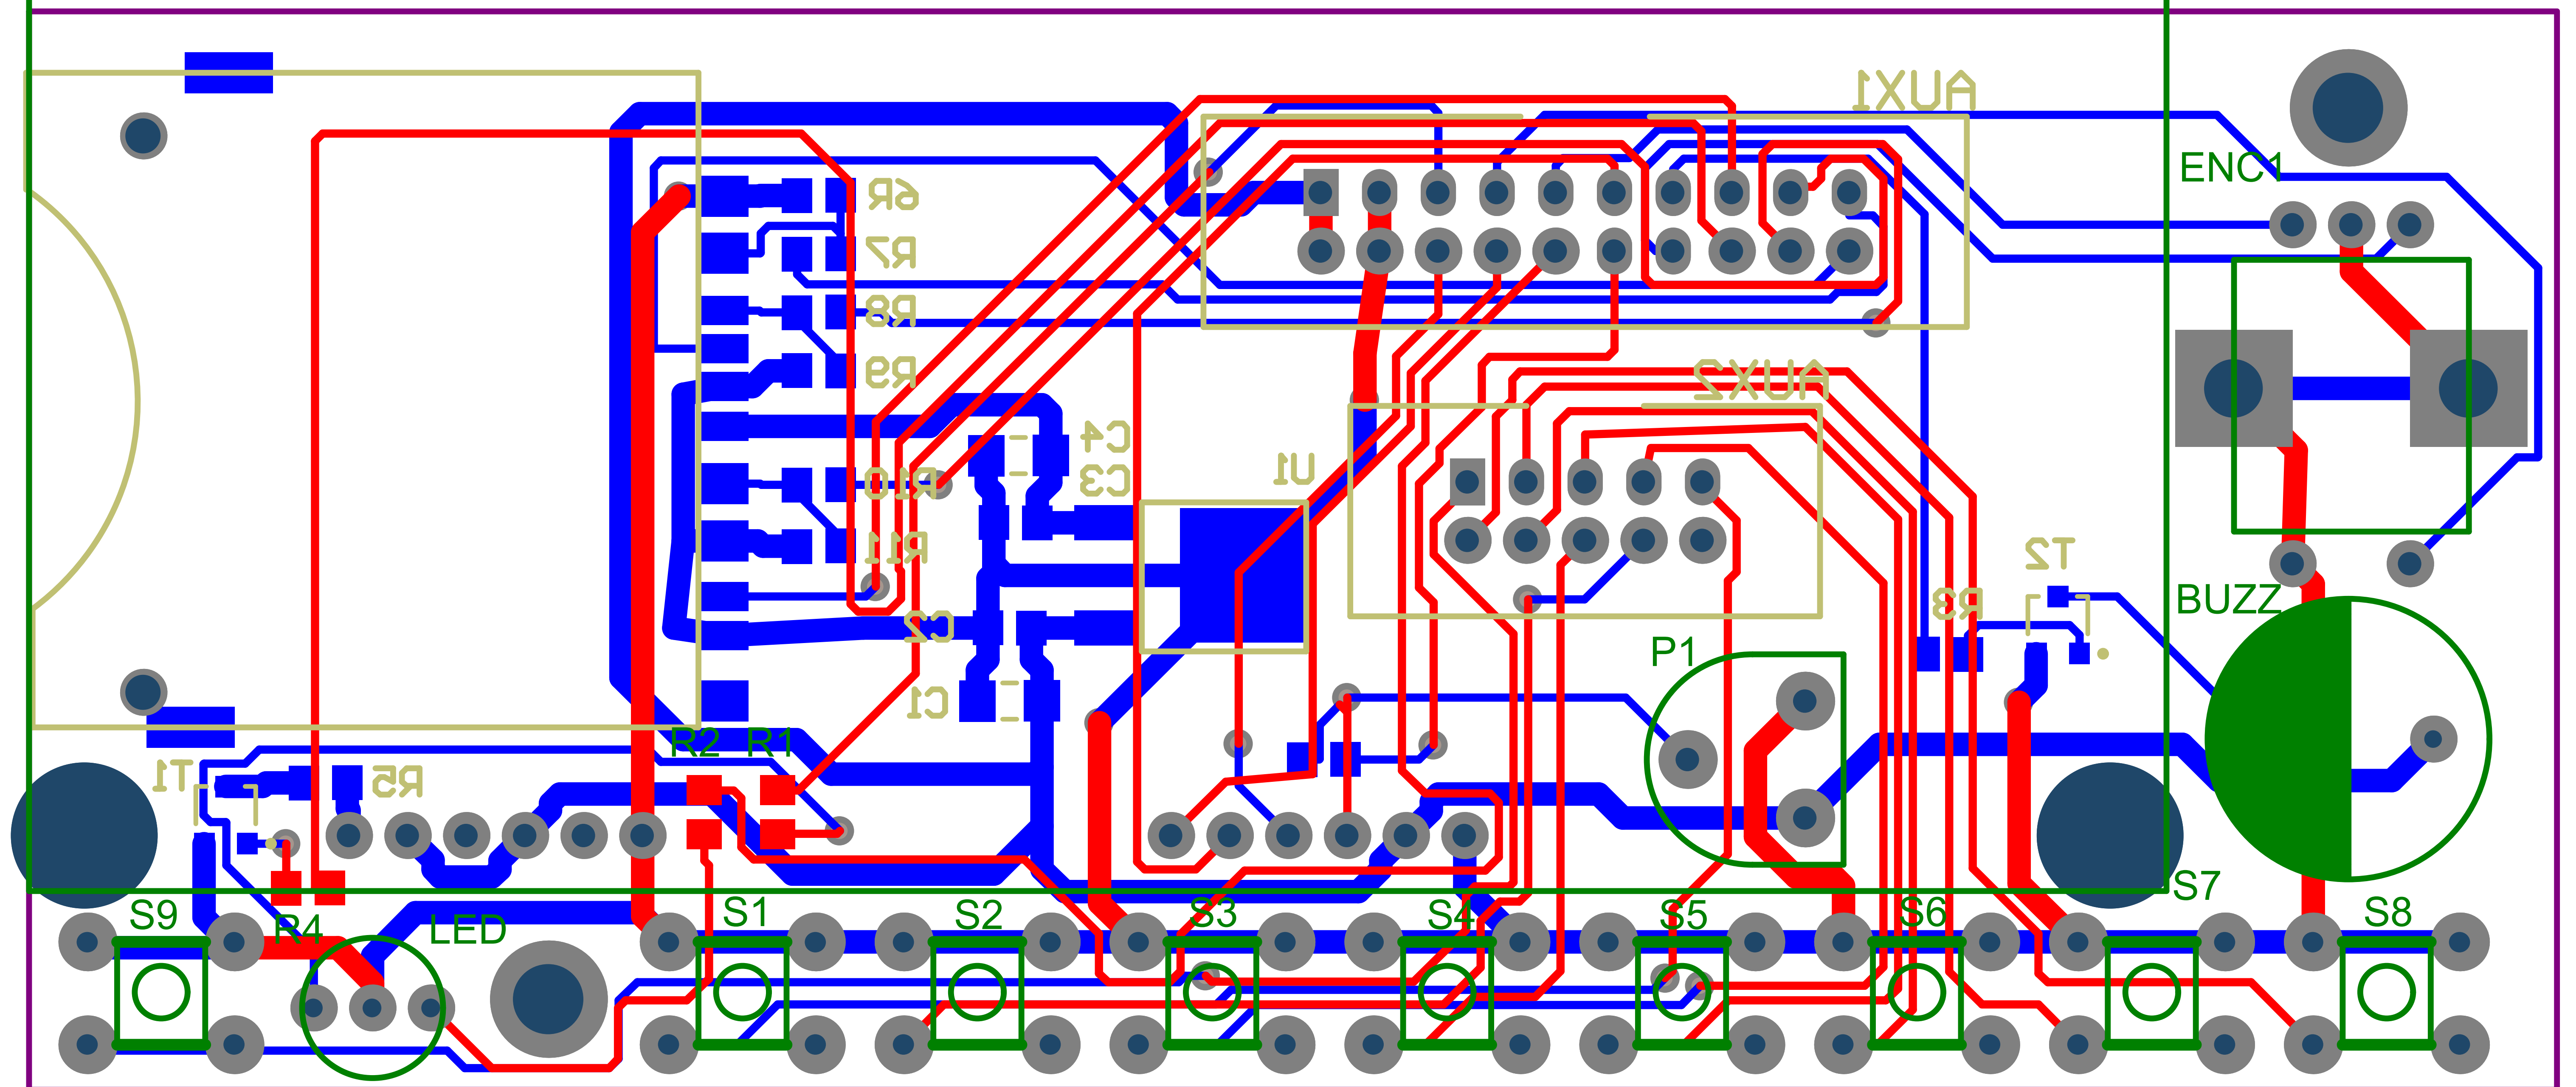 AUX1
ENC1
R6
R7
R8
R9
AUX2
C4
C3
U1
R10
R11
T2
R3
BUZZ
C2
P1
C1
R2 R1
T1
R5
S9
R4
LED
S1
S2
S3
S4
S5
S6
S7
S8